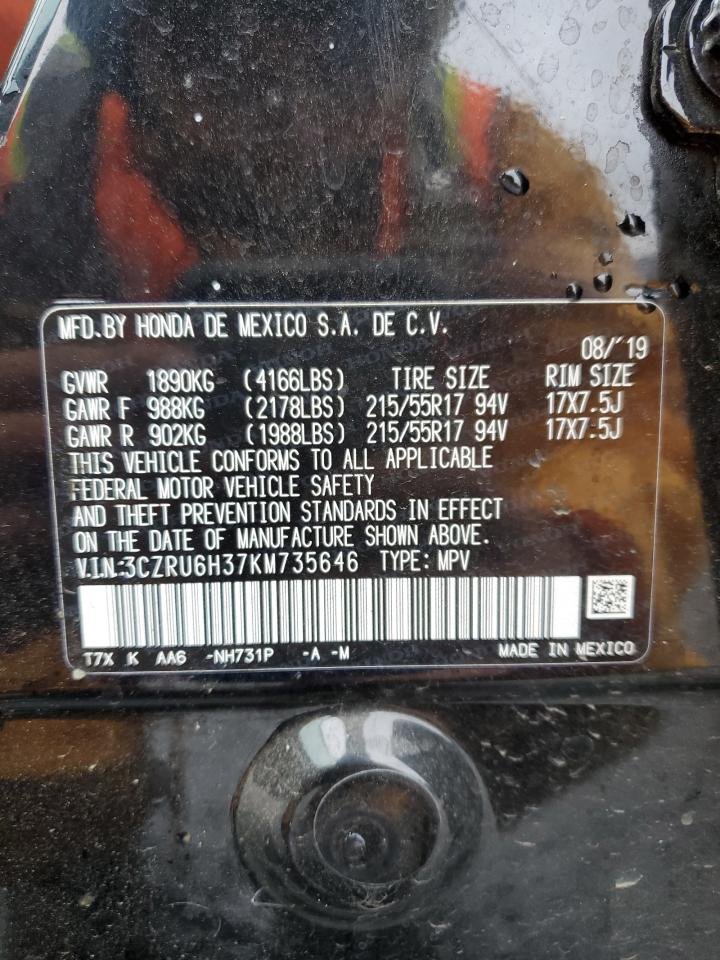 MFD.BY HONDA DE MEXICO S.A. DE C.V.
08/'19
GVWR 1890KG (4166LBS) TIRE SIZE RIM SIZE
GAWR F 988KG (2178LBS) 215/55R17 94V 17X7.5J
GAWR R 902KG (1988LBS) 215/55R17 94V 17X7.5J
THIS VEHICLE CONFORMS TO ALL APPLICABLE
FEDERAL MOTOR VEHICLE SAFETY
AND THEFT PREVENTION STANDARDS IN EFFECT
ON THE DATE OF MANUFACTURE SHOWN ABOVE.
V.I.N:3CZRU6H37KM735646 TYPE: MPV
T7X K AA6 -NH731P -A -M MADE IN MEXICO